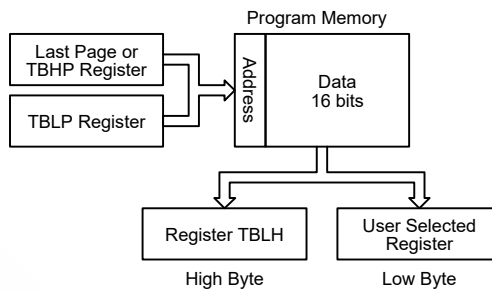 Program Memory
Last Page or
TBHP Register
TBLP Register
Address
Data
16 bits
Register TBLH
User Selected
Register
High Byte
Low Byte